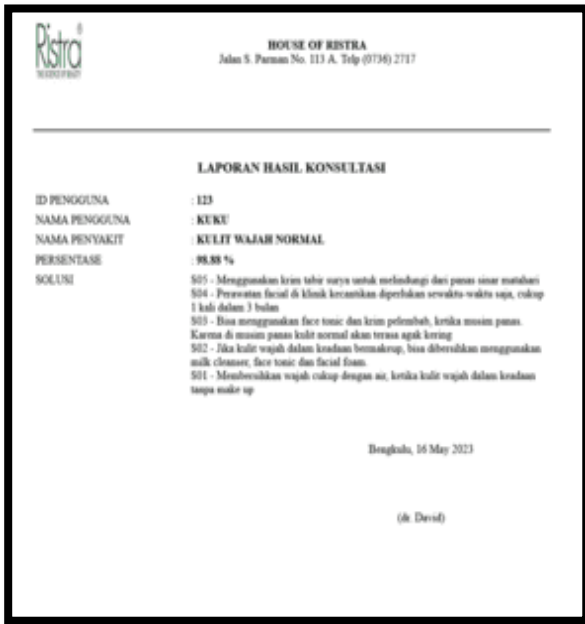 Ristra®
THE SCIENCE OF BEAUTY
HOUSE OF RISTRA
Jalan S. Parman No. 113 A. Telp (0736) 2717
LAPORAN HASIL KONSULTASI
ID PENGGUNA : 123
NAMA PENGGUNA : KUKU
NAMA PENYAKIT : KULIT WAJAH NORMAL
PERSENTASE : 98.88 %
SOLUSI S05 - Menggunakan krim tabir surya untuk melindungi dari panas sinar matahari
S04 - Perawatan facial di klinik kecantikan diperlukan sewaktu-waktu saja, cukup
1 kali dalam 3 bulan
S03 - Bisa menggunakan face tonic dan krim pelembab, ketika musim panas.
Karena di musim panas kulit normal akan terasa agak kering
S02 - Jika kulit wajah dalam keadaan bermakeup, bisa dibersihkan menggunakan
milk cleanser, face tonic dan facial foam.
S01 - Membersihkan wajah cukup dengan air, ketika kulit wajah dalam keadaan
tanpa make up
Bengkulu, 16 May 2023
(dr. David)